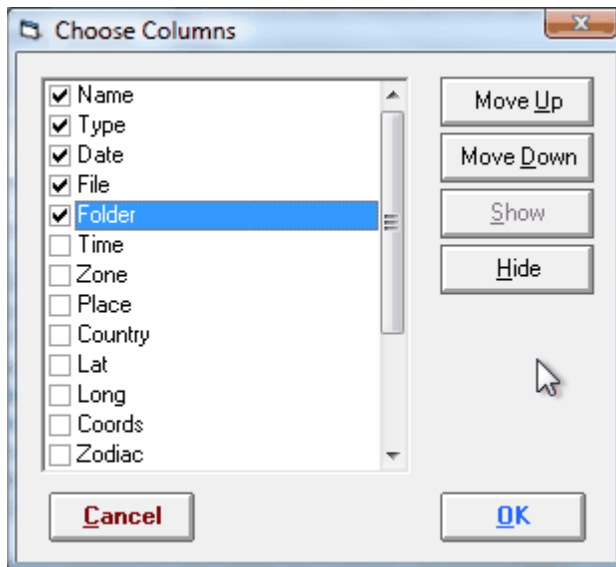 Choose Columns
Name
Type
Date
File
Folder
Time
Zone
Place
Country
Lat
Long
Coords
Zodiac
Move Up
Move Down
Show
Hide
Cancel
OK